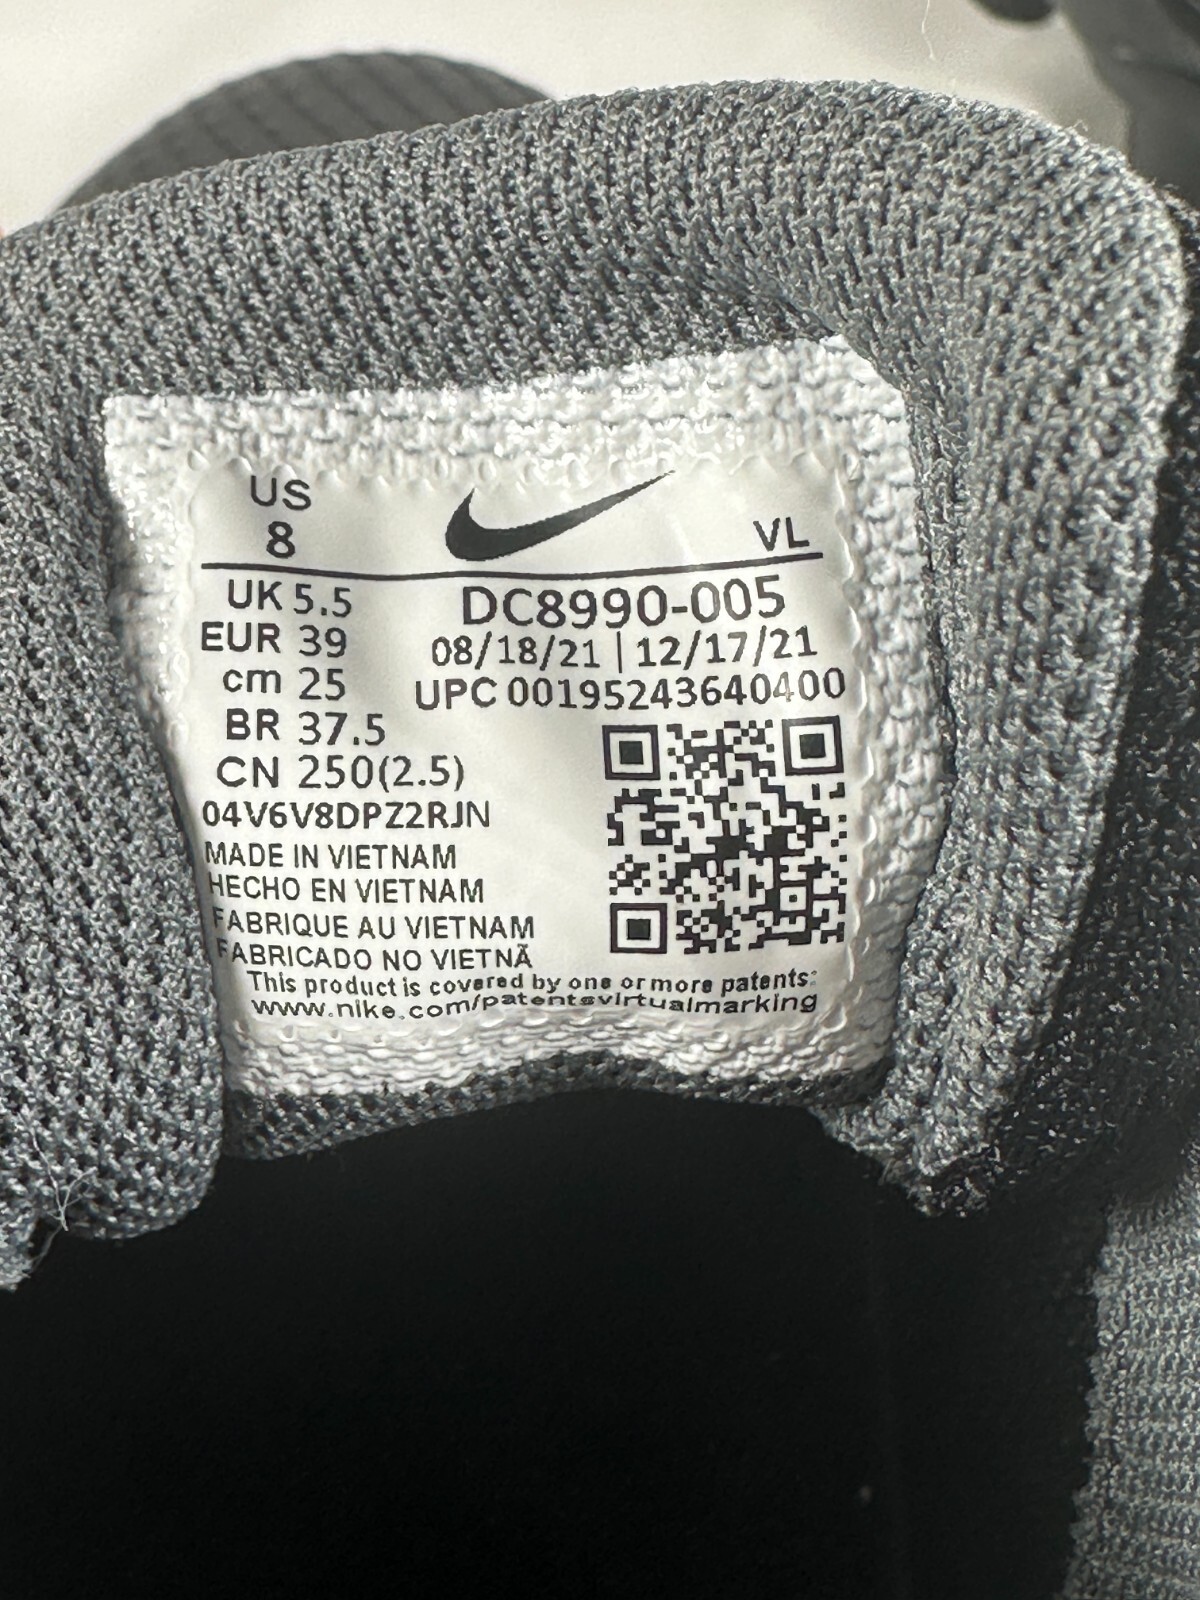 US
8
VL
UK 5.5
EUR 39
cm 25
BR 37.5
CN 250(2.5)
DC8990-005
08/18/21 | 12/17/21
UPC 00195243640400
04V6V8DPZ2RJN
MADE IN VIETNAM
HECHO EN VIETNAM
FABRIQUE AU VIETNAM
FABRICADO NO VIETNÃ
This product is covered by one or more patents:
www.nike.com/patentsvirtualmarking